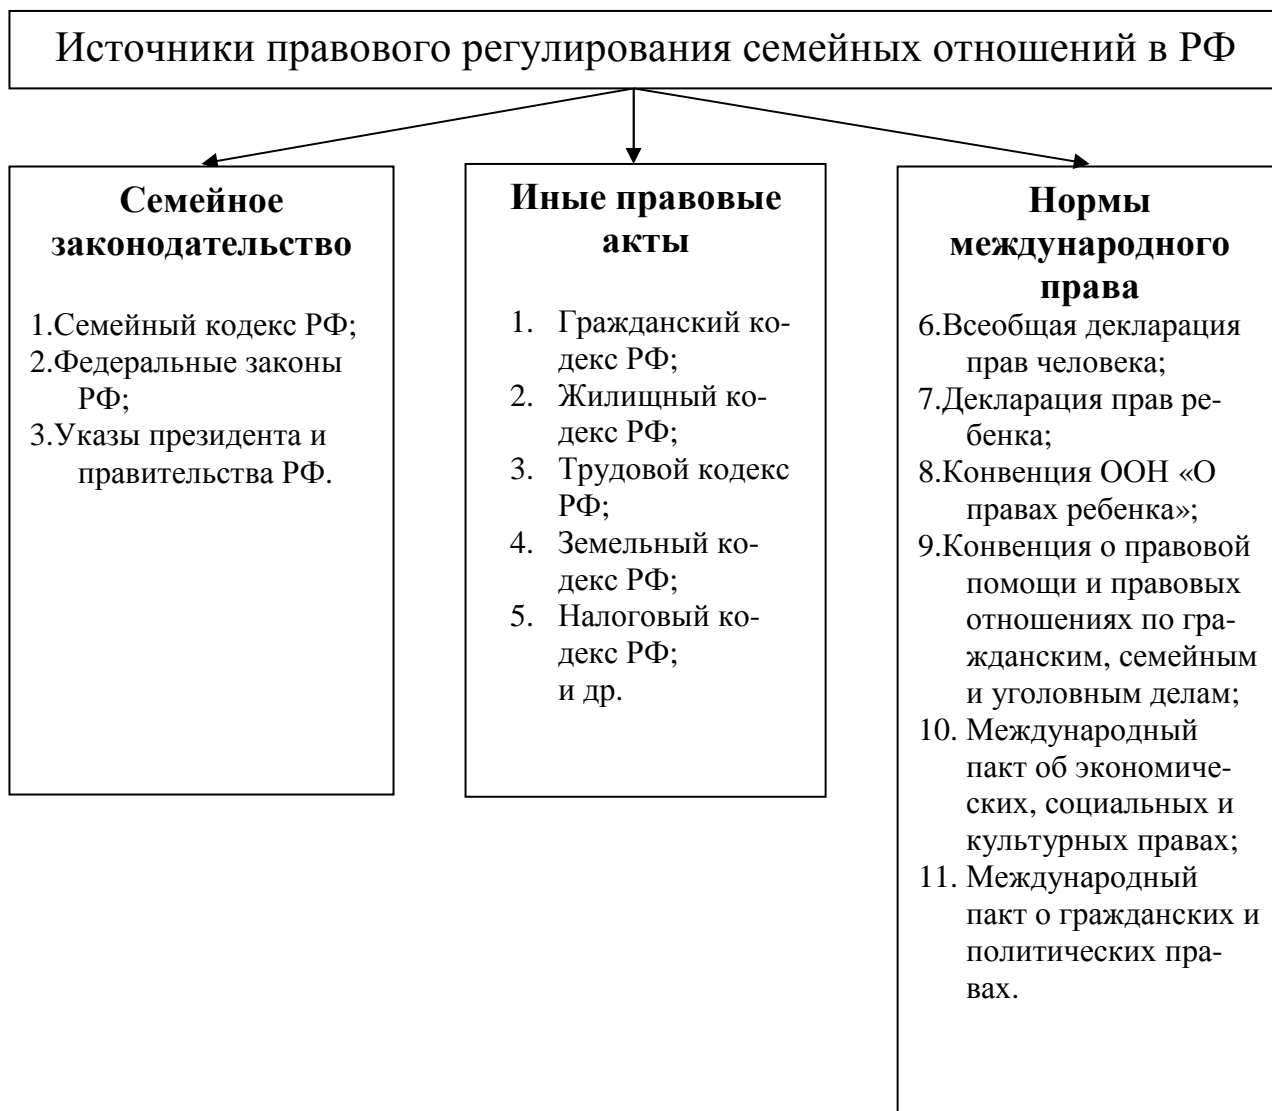 Источники правового регулирования семейных отношений в РФ
Семейное
законодательство
1.Семейный кодекс РФ;
2.Федеральные законы
РФ;
3.Указы президента и
правительства РФ.
Иные правовые
акты
1. Гражданский ко-
декс РФ;
2. Жилищный ко-
декс РФ;
3. Трудовой кодекс
РФ;
4. Земельный ко-
декс РФ;
5. Налоговый ко-
декс РФ;
и др.
Нормы
международного
права
6.Всеобщая декларация
прав человека;
7.Декларация прав ре-
бенка;
8.Конвенция ООН «О
правах ребенка»;
9.Конвенция о правовой
помощи и правовых
отношениях по гра-
жданским, семейным
и уголовным делам;
10. Международный
пакт об экономиче-
ских, социальных и
культурных правах;
11. Международный
пакт о гражданских и
политических пра-
вах.